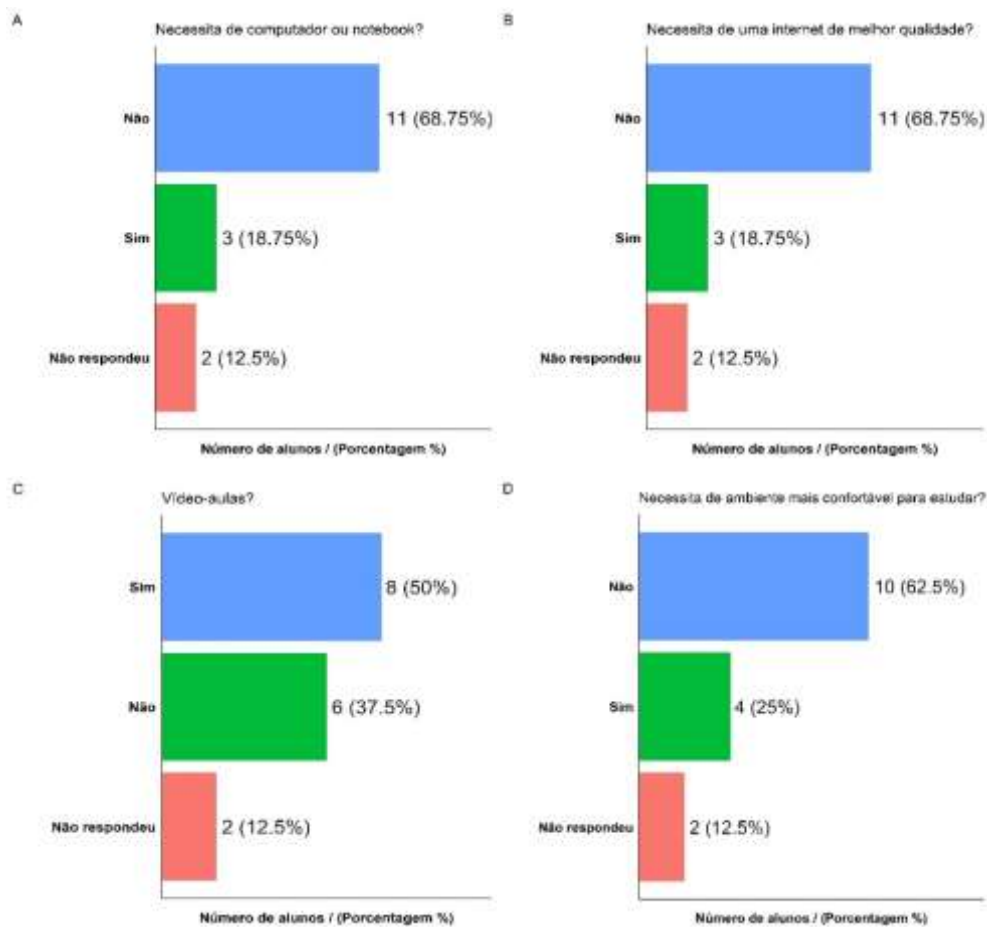 A
Necessita de computador ou notebook?
Não
11 (68.75%)
Sim
3 (18.75%)
Não respondeu
2 (12.5%)
Número de alunos / (Porcentagem %)
B
Necessita de uma internet de melhor qualidade?
Não
11 (68.75%)
Sim
3 (18.75%)
Não respondeu
2 (12.5%)
Número de alunos / (Porcentagem %)
C
Vídeo-aulas?
Sim
8 (50%)
Não
6 (37.5%)
Não respondeu
2 (12.5%)
Número de alunos / (Porcentagem %)
D
Necessita de ambiente mais confortável para estudar?
Não
10 (62.5%)
Sim
4 (25%)
Não respondeu
2 (12.5%)
Número de alunos / (Porcentagem %)